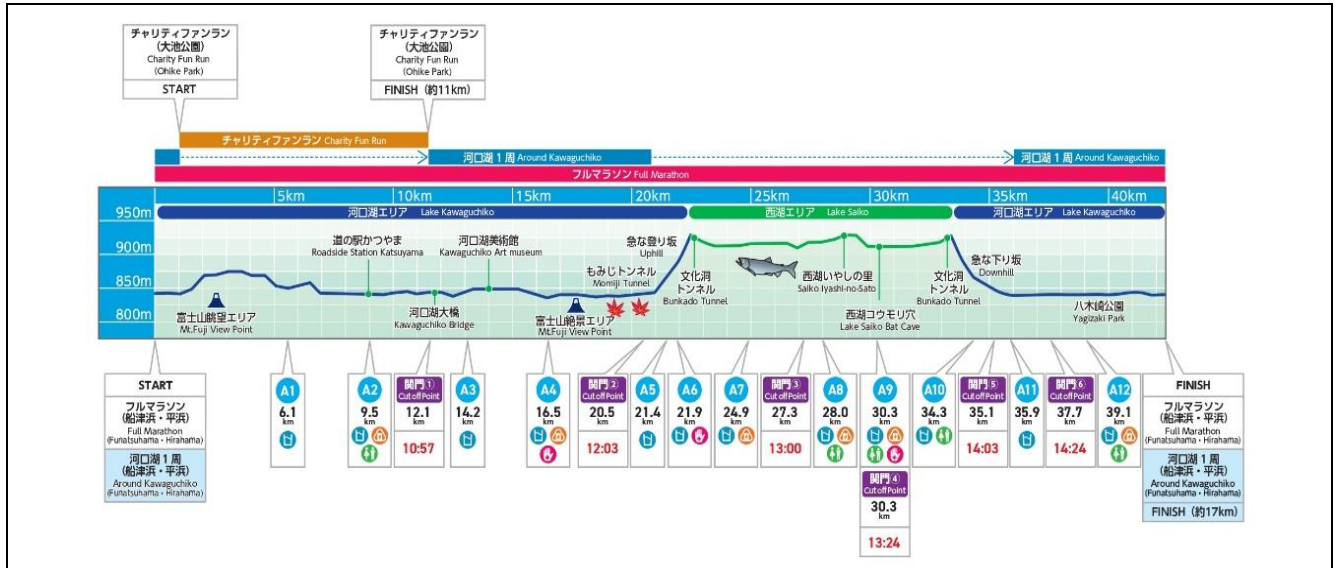 チャリティファンラン
(大池公園)
Charity Fun Run
(Ohike Park)
START
チャリティファンラン
(大池公園)
Charity Fun Run
(Ohike Park)
FINISH (約11km)
チャリティファンラン Charity Fun Run
河口湖1周 Around Kawaguchiko
河口湖1周 Around Kawaguchiko
フルマラソン Full Marathon
5km
10km
15km
20km
25km
30km
35km
40km
950m
900m
850m
800m
河口湖エリア Lake Kawaguchiko
西湖エリア Lake Saiko
河口湖エリア Lake Kawaguchiko
富士山眺望エリア
Mt.Fuji View Point
道の駅かつやま
Roadside Station Katsuyama
河口湖大橋
Kawaguchiko Bridge
河口湖美術館
Kawaguchiko Art museum
富士山絶景エリア
Mt.Fuji View Point
もみじトンネル
Momiji Tunnel
急な登り坂
Uphill
文化洞
トンネル
Bunkado Tunnel
西湖いやしの里
Saiko Iyashi-no-Sato
西湖コウモリ穴
Lake Saiko Bat Cave
文化洞
トンネル
Bunkado Tunnel
急な下り坂
Downhill
八木崎公園
Yagizaki Park
START
フルマラソン
(船津浜・平浜)
Full Marathon
(Funatsuhama・Hirahama)
河口湖1周
(船津浜・平浜)
Around Kawaguchiko
(Funatsuhama・Hirahama)
A1
6.1
km
A2
9.5
km
関門①
Cut off Point
12.1
km
10:57
A3
14.2
km
A4
16.5
km
関門②
Cut off Point
20.5
km
12:03
A5
21.4
km
A6
21.9
km
A7
24.9
km
関門③
Cut off Point
27.3
km
13:00
A8
28.0
km
A9
30.3
km
関門④
Cut off Point
30.3
km
13:24
A10
34.3
km
関門⑤
Cut off Point
35.1
km
14:03
A11
35.9
km
関門⑥
Cut off Point
37.7
km
14:24
A12
39.1
km
FINISH
フルマラソン
(船津浜・平浜)
Full Marathon
(Funatsuhama・Hirahama)
河口湖1周
(船津浜・平浜)
Around Kawaguchiko
(Funatsuhama・Hirahama)
FINISH (約17km)